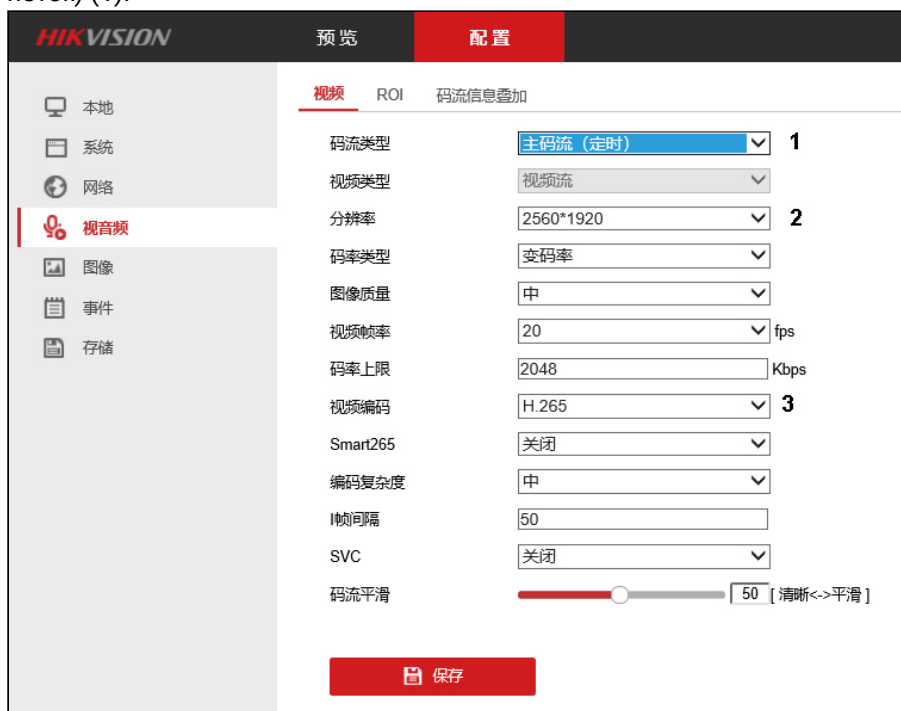 HIKVISION 预览 配置
视频 ROI 码流信息叠加
本地
系统
网络
视音频
图像
事件
存储
码流类型 主码流（定时） 1
视频类型 视频流
分辨率 2560*1920 2
码率类型 变码率
图像质量 中
视频帧率 20 fps
码率上限 2048 Kbps
视频编码 H.265 3
Smart265 关闭
编码复杂度 中
I帧间隔 50
SVC 关闭
码流平滑 50 [ 清晰<->平滑 ]
保存